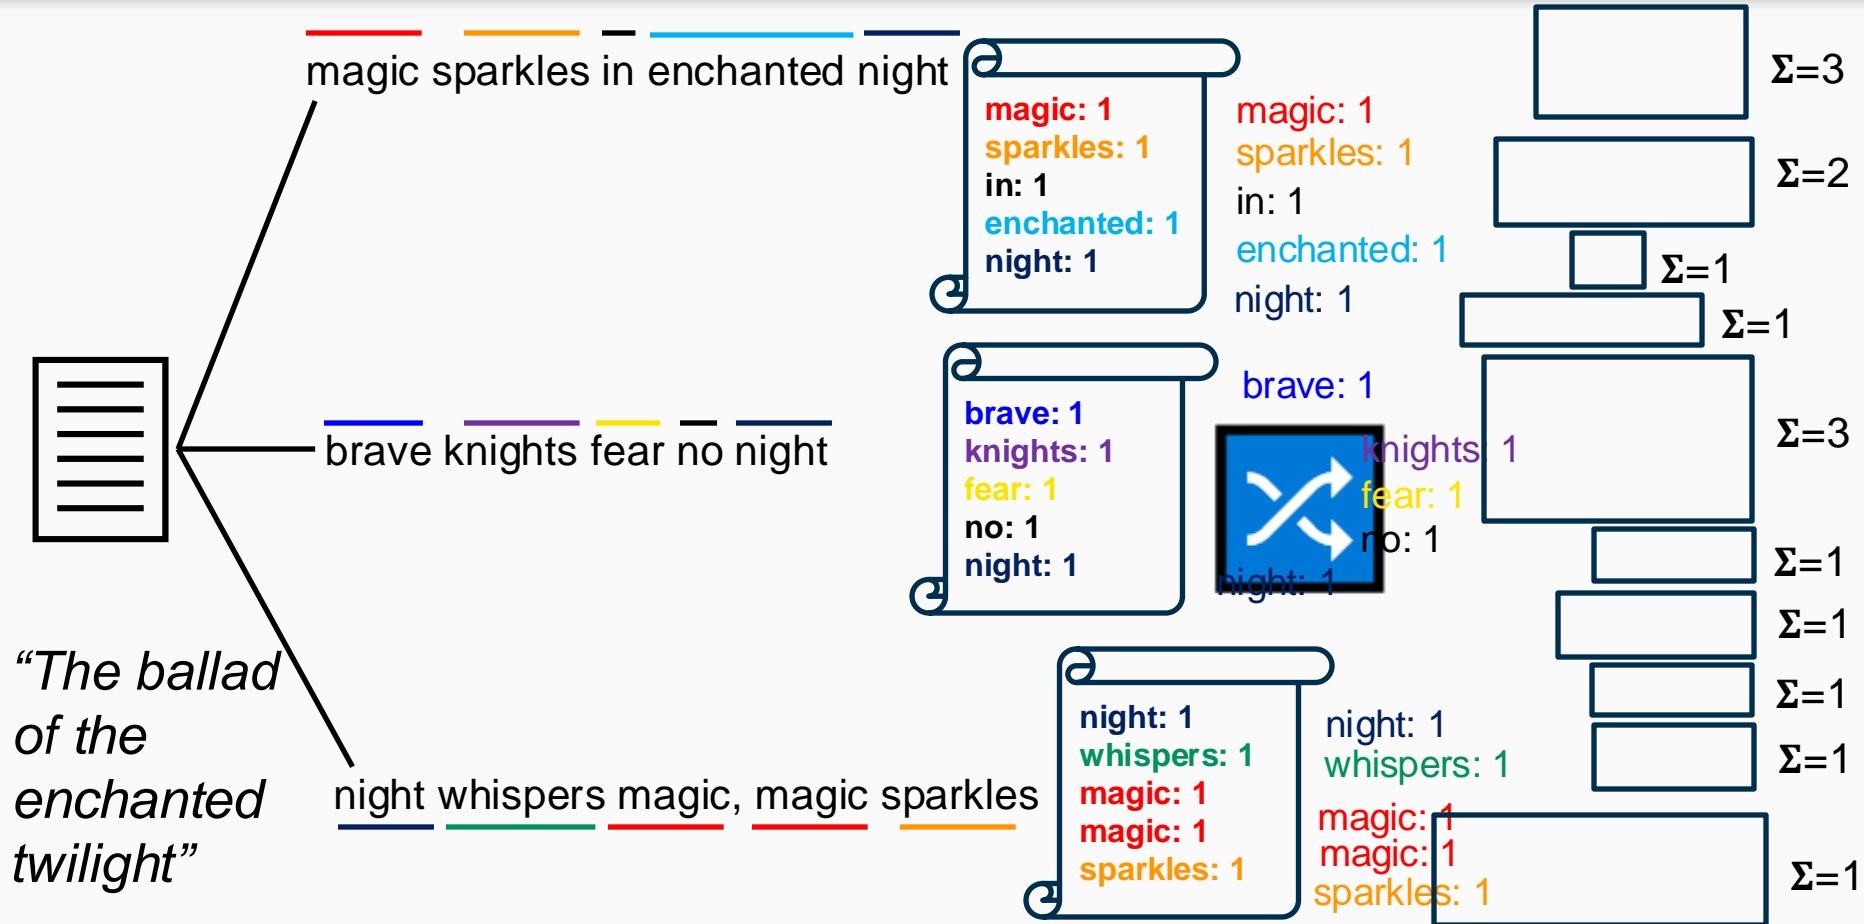 magic sparkles in enchanted night
magic: 1
sparkles: 1
in: 1
enchanted: 1
night: 1
magic: 1
sparkles: 1
in: 1
enchanted: 1
night: 1
brave knights fear no night
brave: 1
knights: 1
fear: 1
no: 1
night: 1
brave: 1
knights: 1
fear: 1
no: 1
night: 1
“The ballad
of the
enchanted
twilight”
night whispers magic, magic sparkles
night: 1
whispers: 1
magic: 1
magic: 1
sparkles: 1
night: 1
whispers: 1
magic: 1
magic: 1
sparkles: 1
Σ=3
Σ=2
Σ=1
Σ=1
Σ=3
Σ=1
Σ=1
Σ=1
Σ=1
Σ=1